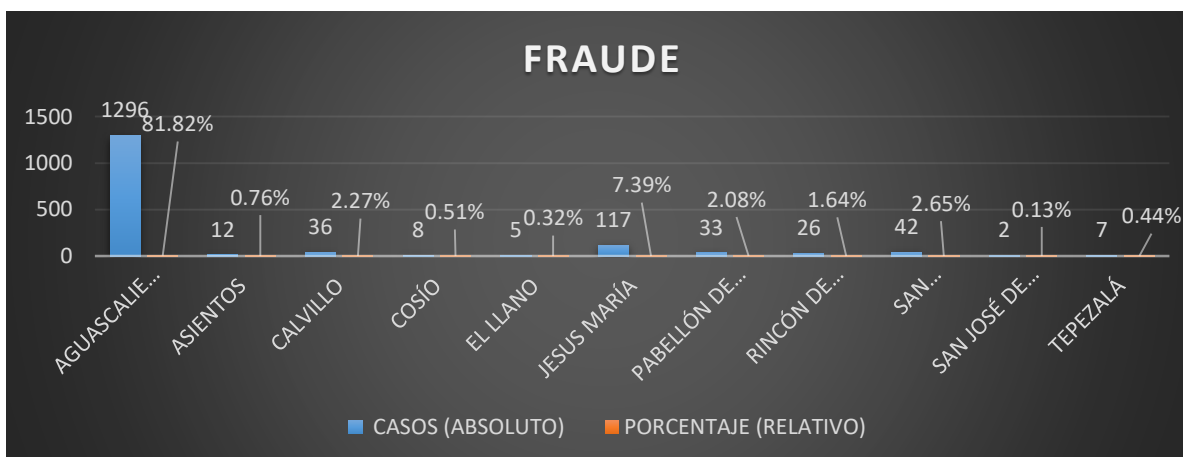 FRAUDE
1500
1000
500
0
1296
81.82%
12
0.76%
36
2.27%
8
0.51%
5
0.32%
117
7.39%
33
2.08%
26
1.64%
42
2.65%
2
0.13%
7
0.44%
AGUASCALIE...
ASIENTOS
CALVILLO
COSÍO
EL LLANO
JESUS MARÍA
PABELLÓN DE...
RINCÓN DE...
SAN...
SAN JOSÉ DE...
TEPEZALÁ
CASOS (ABSOLUTO)
PORCENTAJE (RELATIVO)